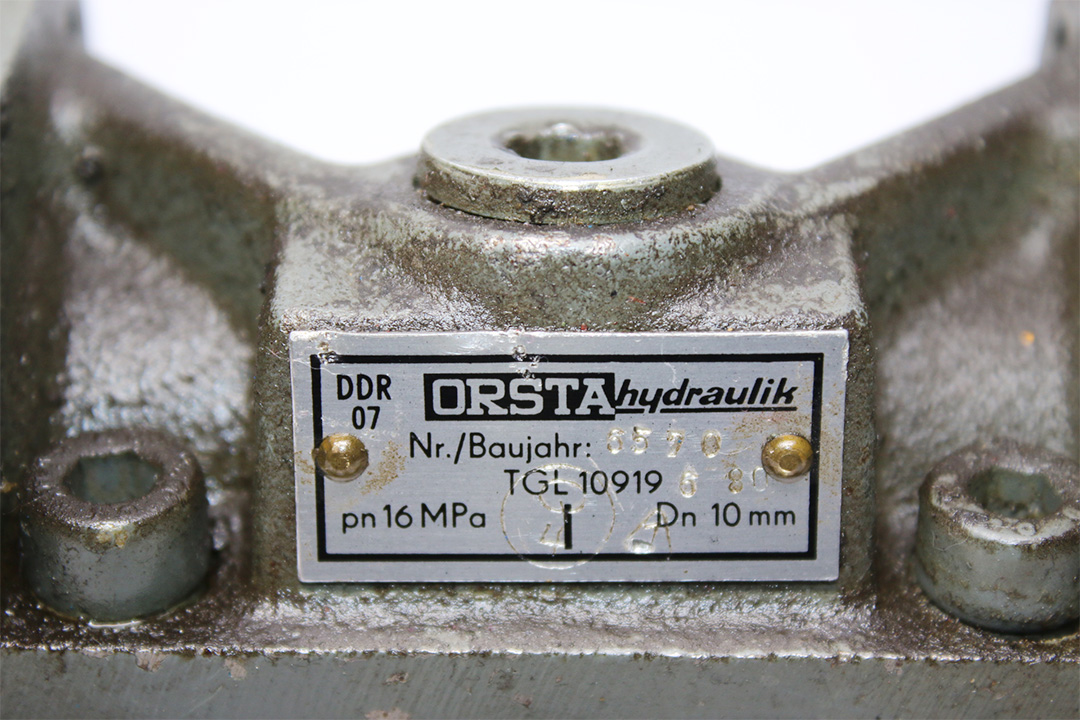 DDR
07
ORSTA hydraulik
Nr./Baujahr:
TGL 10919
pn 16 MPa
I
Dn 10 mm